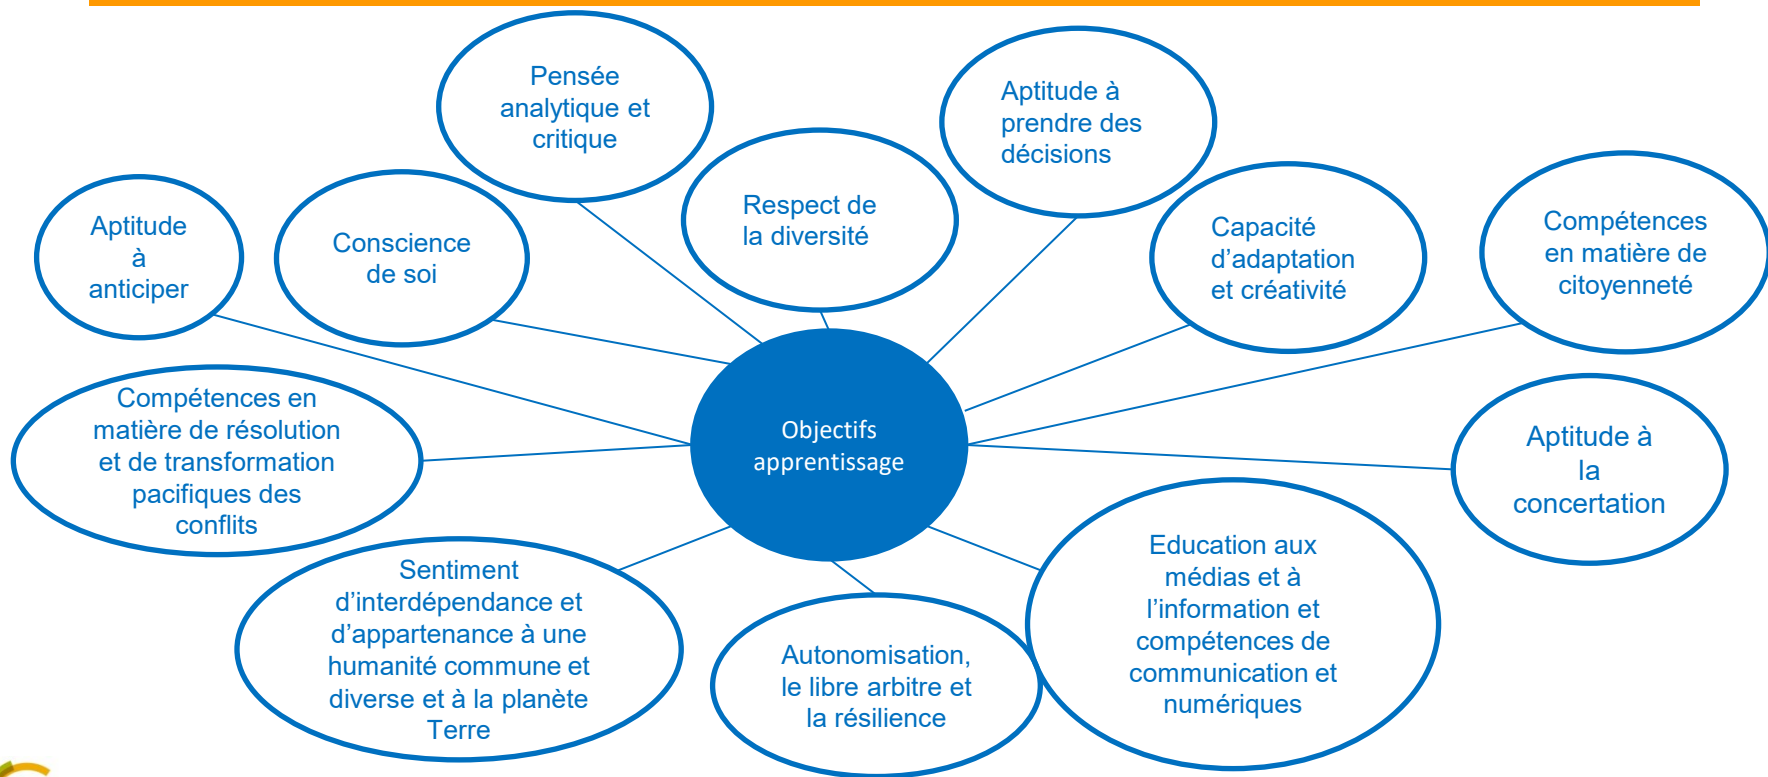 Pensée
analytique et
critique
Aptitude à
prendre des
décisions
Respect de
la diversité
Aptitude
à
anticiper
Conscience
de soi
Capacité
d’adaptation
et créativité
Compétences
en matière de
citoyenneté
Compétences en
matière de résolution
et de transformation
pacifiques des
conflits
Objectifs
apprentissage
Aptitude à
la
concertation
Sentiment
d’interdépendance et
d’appartenance à une
humanité commune et
diverse et à la planète
Terre
Autonomisation,
le libre arbitre et
la résilience
Education aux
médias et à
l’information et
compétences de
communication et
numériques